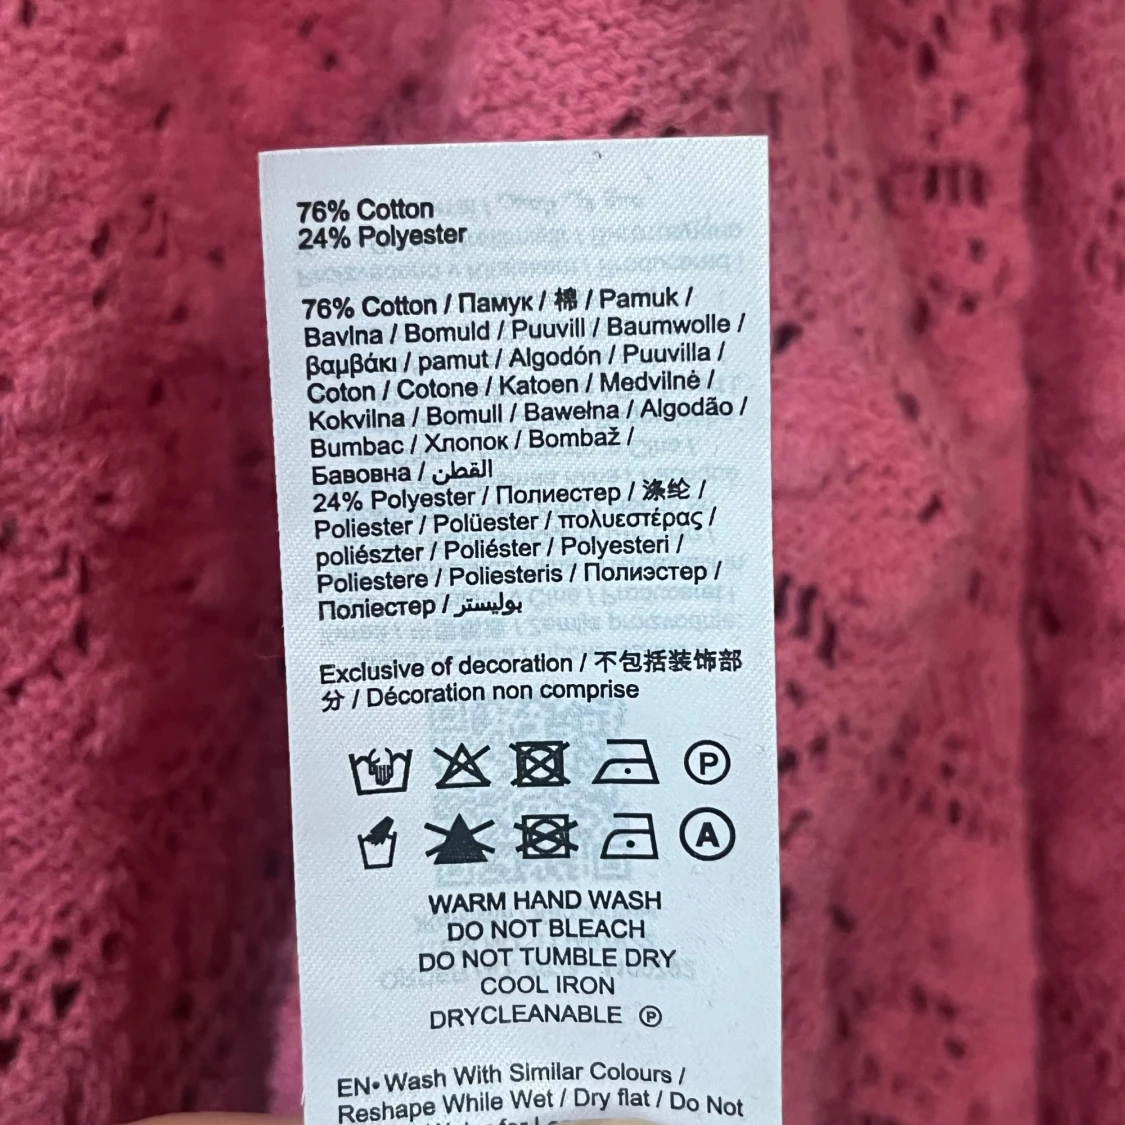 76% Cotton
24% Polyester
76% Cotton / Памук / 棉 / Pamuk /
Bavlna / Bomuld / Puuvill / Baumwolle /
βαμβάκι / pamut / Algodón / Puuvilla /
Coton / Cotone / Katoen / Medvilnė /
Kokvilna / Bomull / Bawełna / Algodão /
Bumbac / Хлопок / Bombaž /
Бавовна / القطن
24% Polyester / Полиестер / 涤纶 /
Poliester / Polüester / πολυεστέρας /
poliészter / Poliéster / Polyesteri /
Poliestere / Poliesteris / Полиэстер /
Поліестер / بوليستر
Exclusive of decoration / 不包括装饰部
分 / Décoration non comprise
P
A
WARM HAND WASH
DO NOT BLEACH
DO NOT TUMBLE DRY
COOL IRON
DRYCLEANABLE Ⓟ
EN• Wash With Similar Colours /
Reshape While Wet / Dry flat / Do Not